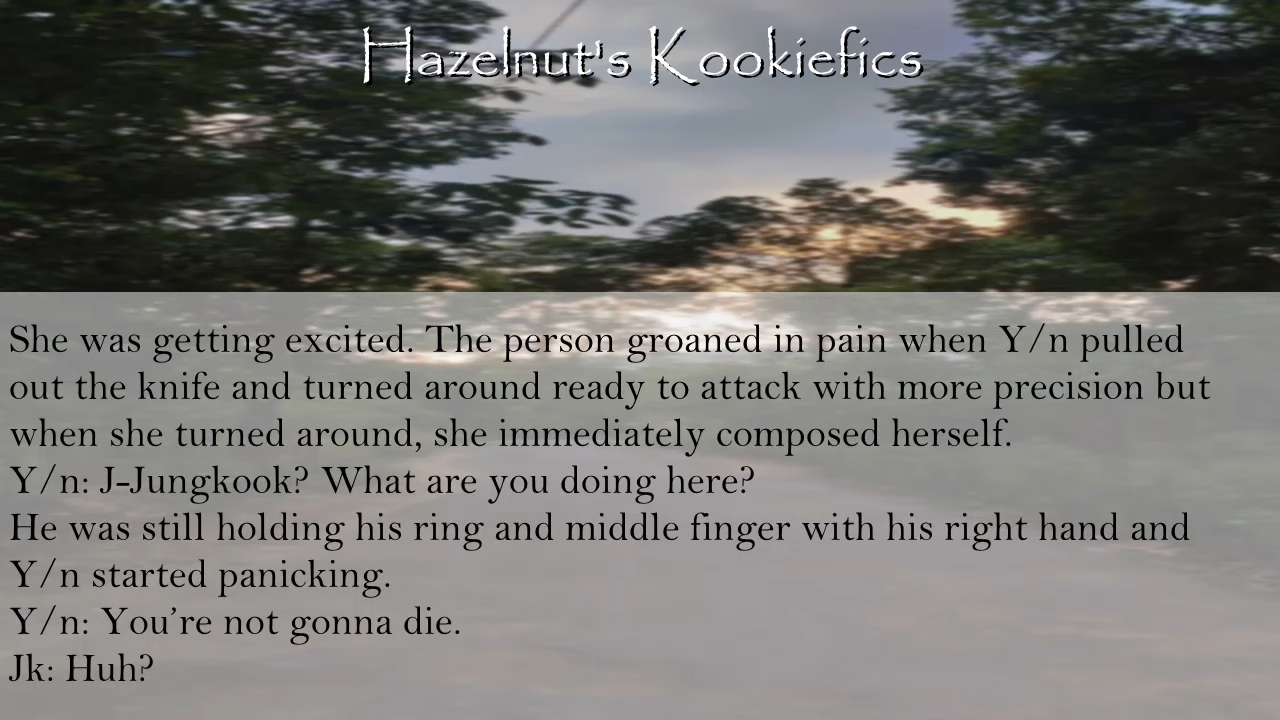 Hazelnut's Kookiefics
She was getting excited. The person groaned in pain when Y/n pulled
out the knife and turned around ready to attack with more precision but
when she turned around, she immediately composed herself.
Y/n: J-Jungkook? What are you doing here?
He was still holding his ring and middle finger with his right hand and
Y/n started panicking.
Y/n: You’re not gonna die.
Jk: Huh?